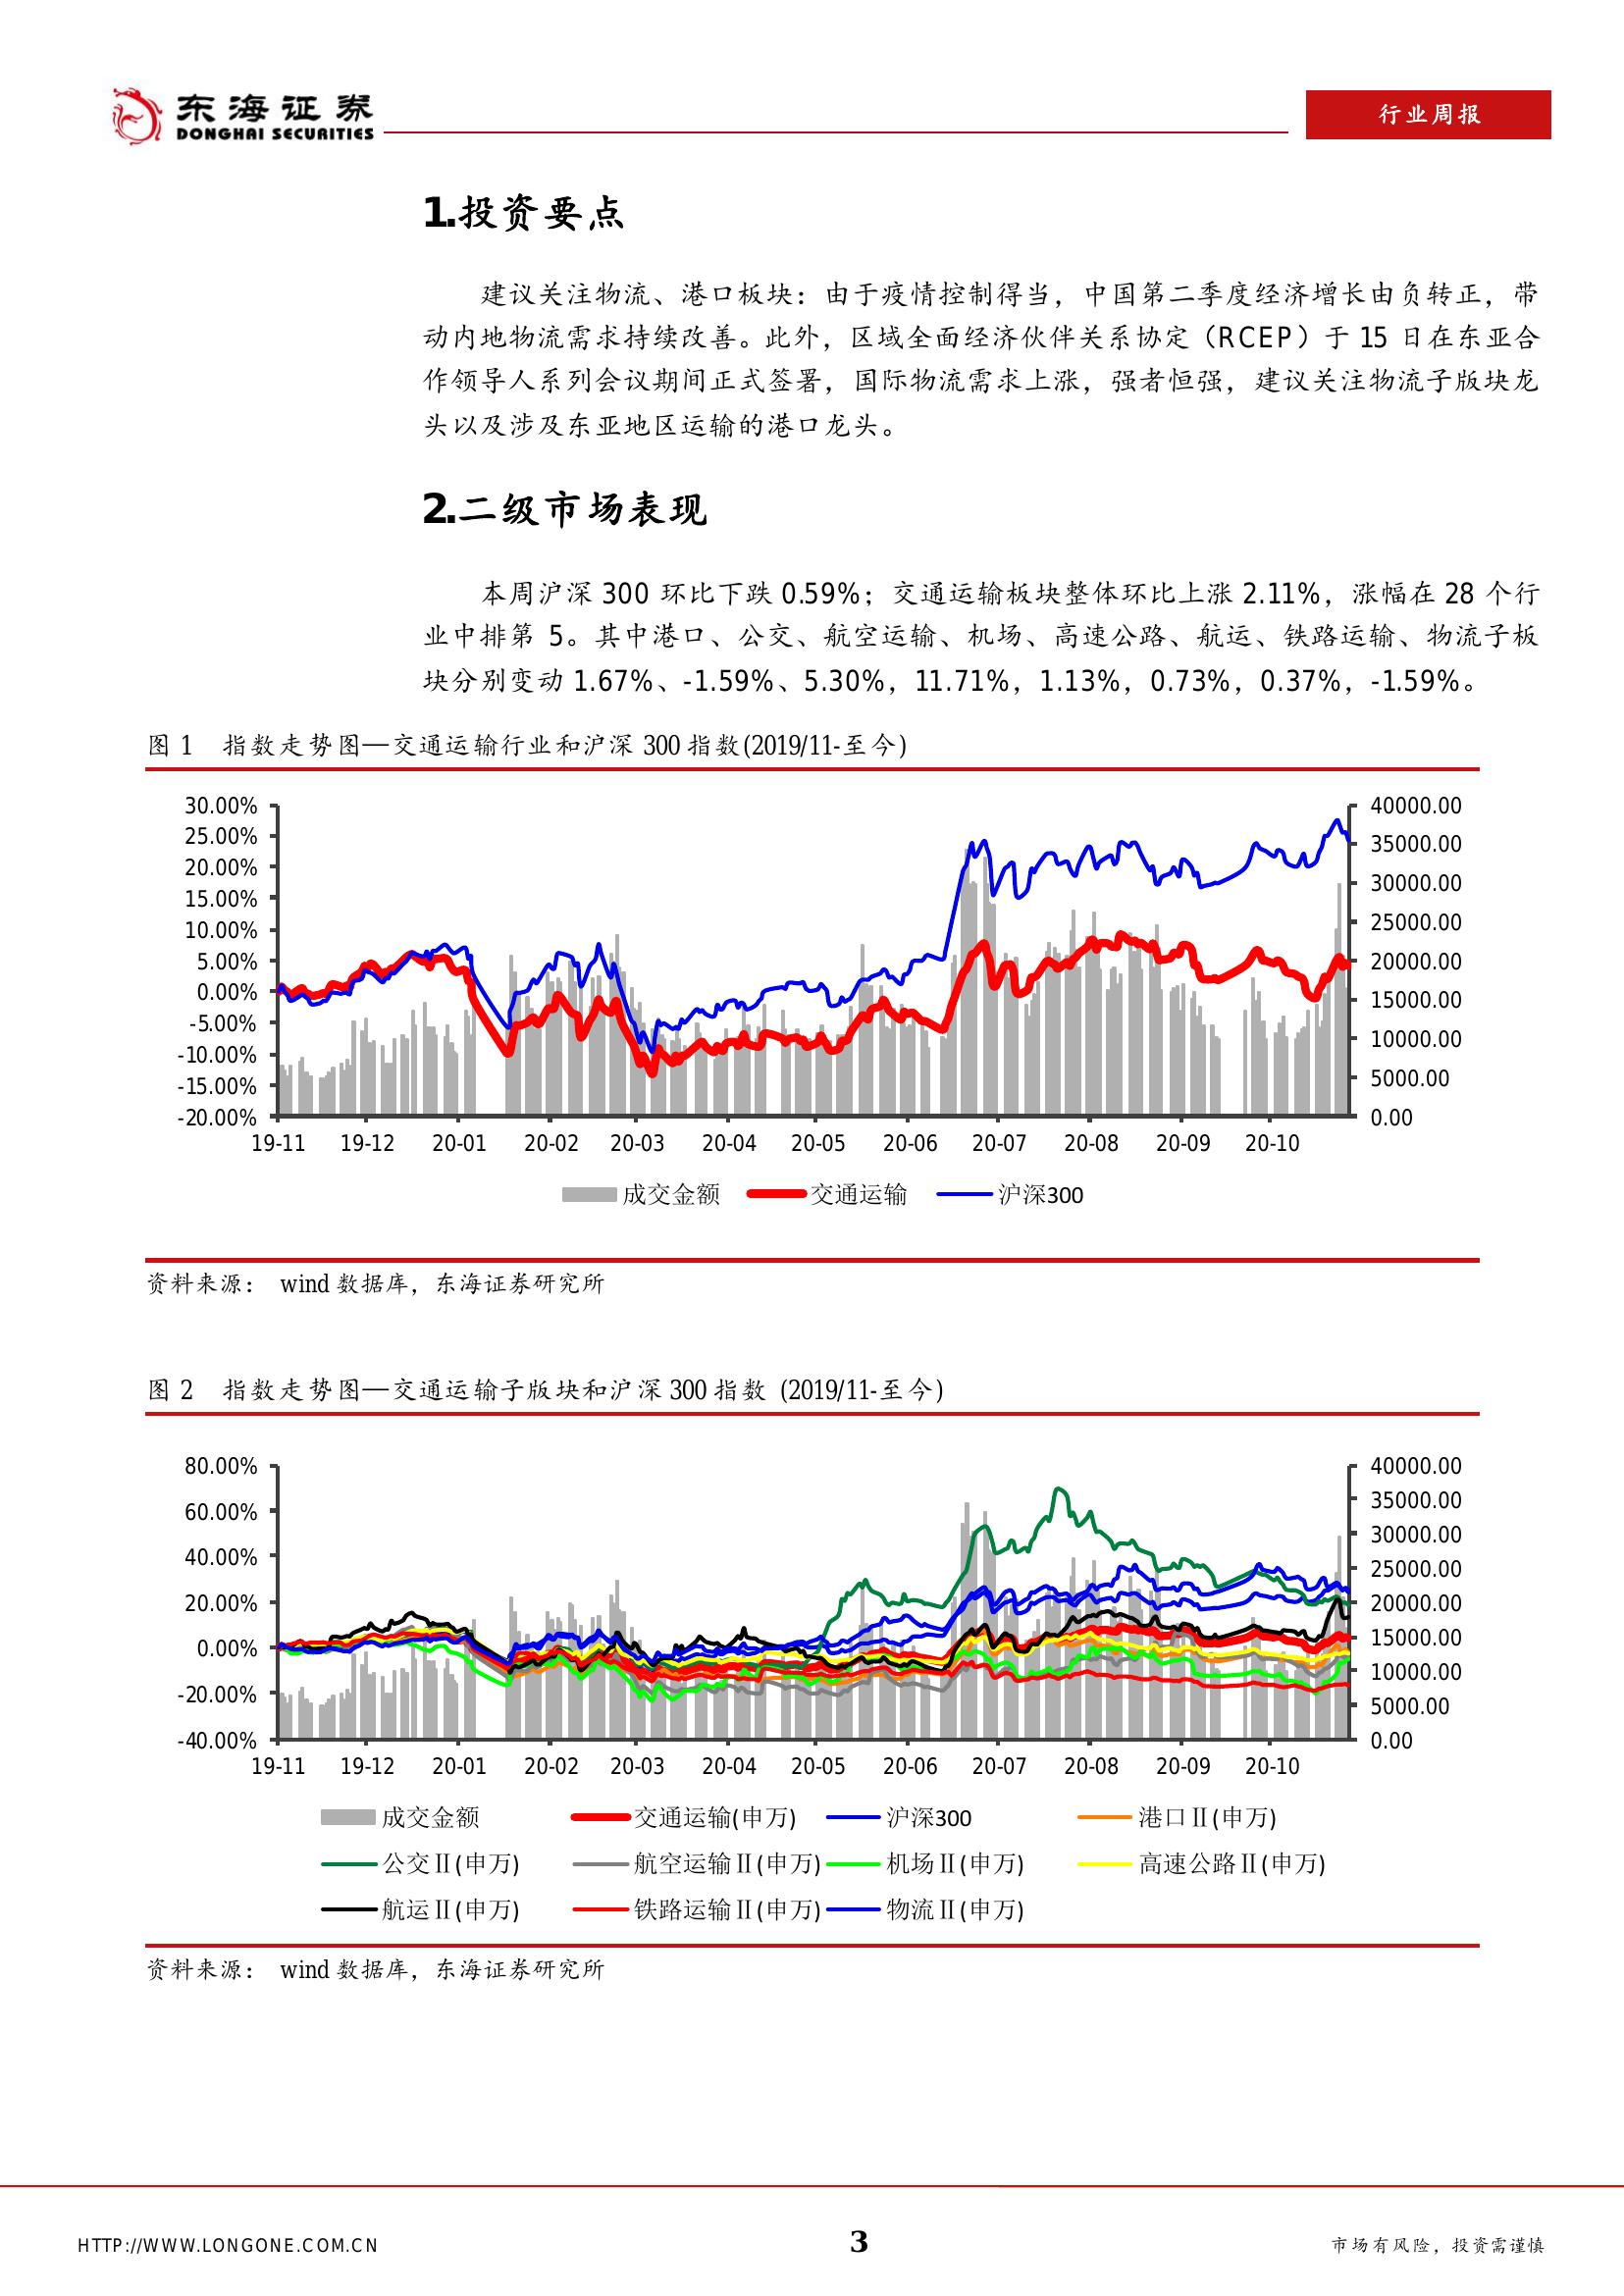 东海证券
DONGHAI SECURITIES
行业周报
1.投资要点
建议关注物流、港口板块：由于疫情控制得当，中国第二季度经济增长由负转正，带
动内地物流需求持续改善。此外，区域全面经济伙伴关系协定（RCEP）于 15 日在东亚合
作领导人系列会议期间正式签署，国际物流需求上涨，强者恒强，建议关注物流子版块龙
头以及涉及东亚地区运输的港口龙头。
2.二级市场表现
本周沪深 300 环比下跌 0.59%；交通运输板块整体环比上涨 2.11%，涨幅在 28 个行
业中排第 5。其中港口、公交、航空运输、机场、高速公路、航运、铁路运输、物流子板
块分别变动 1.67%、-1.59%、5.30%，11.71%，1.13%，0.73%，0.37%，-1.59%。
图 1 指数走势图—交通运输行业和沪深 300 指数(2019/11-至今)
30.00%
25.00%
20.00%
15.00%
10.00%
5.00%
0.00%
-5.00%
-10.00%
-15.00%
-20.00%
40000.00
35000.00
30000.00
25000.00
20000.00
15000.00
10000.00
5000.00
0.00
19-11 19-12 20-01 20-02 20-03 20-04 20-05 20-06 20-07 20-08 20-09 20-10
成交金额 交通运输 沪深300
资料来源： wind 数据库，东海证券研究所
图 2 指数走势图—交通运输子版块和沪深 300 指数 (2019/11-至今)
80.00%
60.00%
40.00%
20.00%
0.00%
-20.00%
-40.00%
40000.00
35000.00
30000.00
25000.00
20000.00
15000.00
10000.00
5000.00
0.00
19-11 19-12 20-01 20-02 20-03 20-04 20-05 20-06 20-07 20-08 20-09 20-10
成交金额 交通运输(申万) 沪深300 港口Ⅱ(申万)
公交Ⅱ(申万) 航空运输Ⅱ(申万) 机场Ⅱ(申万) 高速公路Ⅱ(申万)
航运Ⅱ(申万) 铁路运输Ⅱ(申万) 物流Ⅱ(申万)
资料来源： wind 数据库，东海证券研究所
HTTP://WWW.LONGONE.COM.CN
3
市场有风险，投资需谨慎